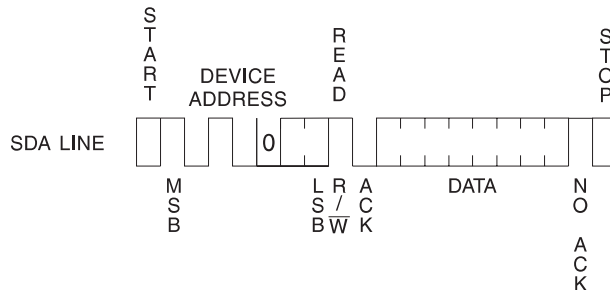 START
DEVICE
ADDRESS
READ
STOP
SDA LINE
0
MSB
LSB
R/W
ACK
DATA
NO ACK